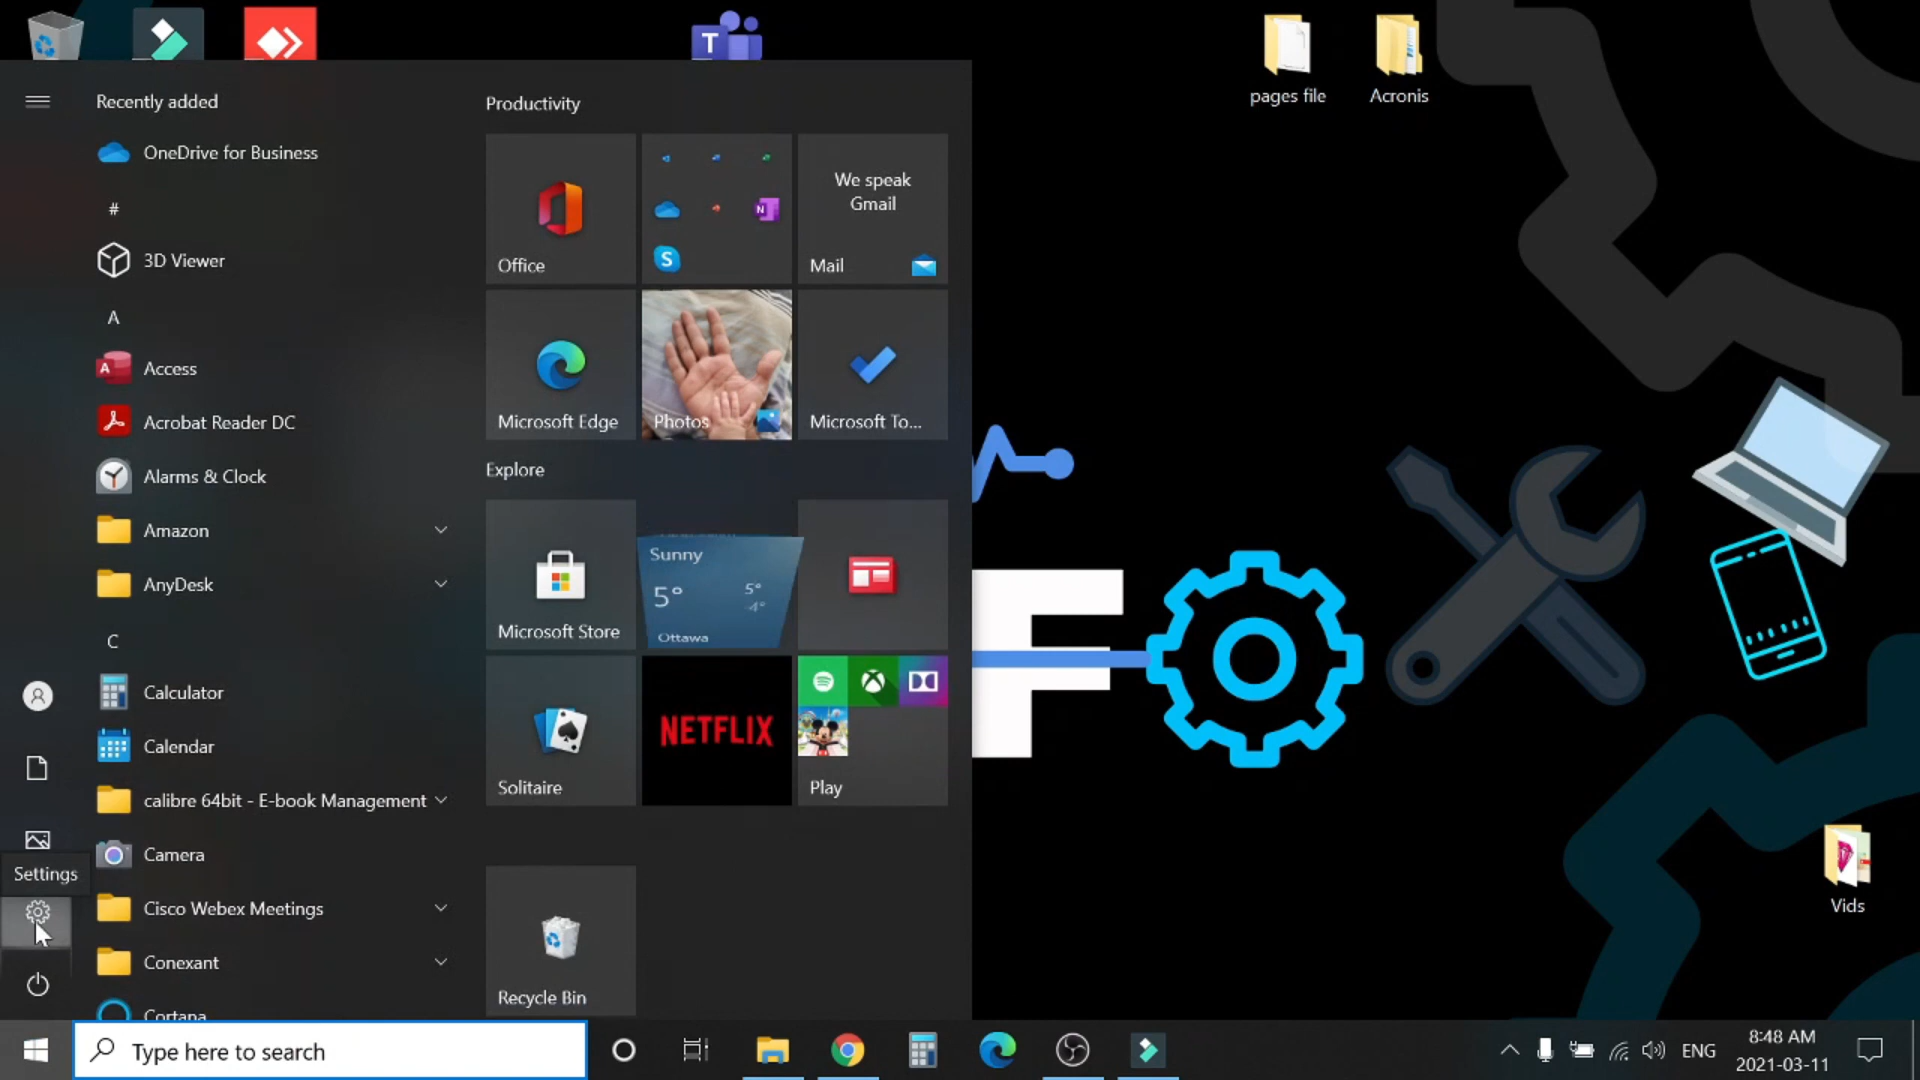 T
pages file
Acronis
Recently added
OneDrive for Business
#
3D Viewer
A
A
Access
Acrobat Reader DC
Alarms & Clock
Amazon
AnyDesk
C
Calculator
Calendar
calibre 64bit - E-book Management
Camera
Settings
Cisco Webex Meetings
Conexant
Cortana
Productivity
Office
N
S
We speak
Gmail
Mail
Microsoft Edge
Photos
Microsoft To...
Explore
Microsoft Store
Sunny
5°
5°
-4°
Ottawa
Solitaire
NETFLIX
Play
Recycle Bin
F
Vids
Type here to search
ENG
8:48 AM
2021-03-11